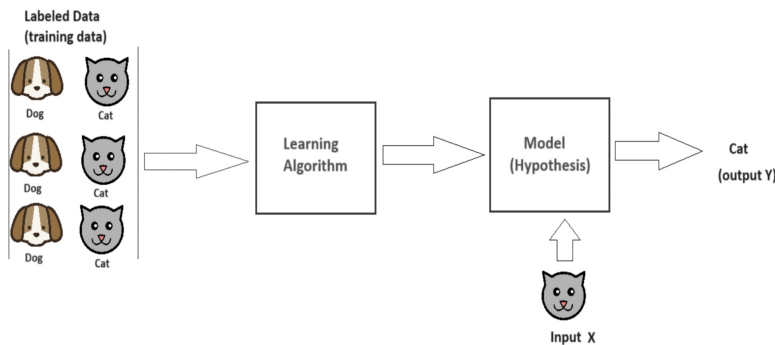 Labeled Data
(training data)
Dog
Cat
Dog
Cat
Dog
Cat
Learning
Algorithm
Model
(Hypothesis)
Cat
(output Y)
Input X